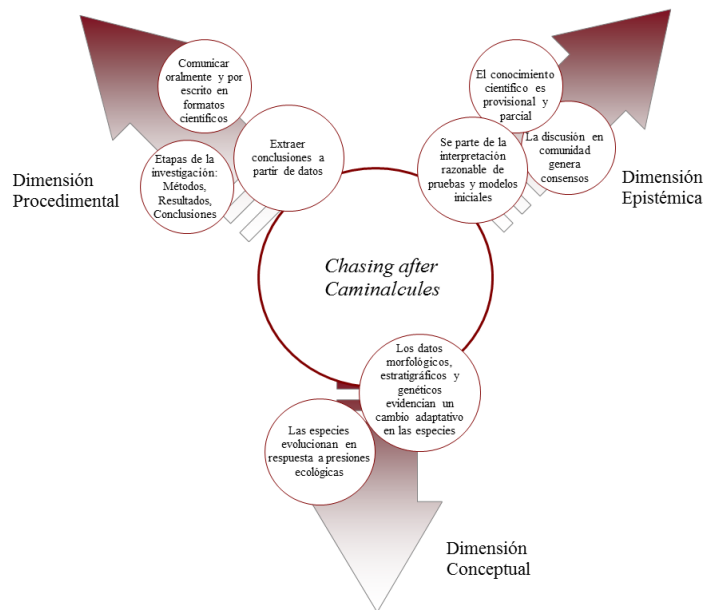 Comunicar
oralmente y por
escrito en
formatos
científicos
Extraer
conclusiones a
partir de datos
Etapas de la
investigación:
Métodos,
Resultados,
Conclusiones
Dimensión
Procedimental
El conocimiento
científico es
provisional y
parcial
La discusión en
comunidad
genera
consensos
Se parte de la
interpretación
razonable de
pruebas y modelos
iniciales
Dimensión
Epistémica
Chasing after
Caminalcules
Los datos
morfológicos,
estratigráficos y
genéticos
evidencian un
cambio adaptativo
en las especies
Las especies
evolucionan en
respuesta a presiones
ecológicas
Dimensión
Conceptual